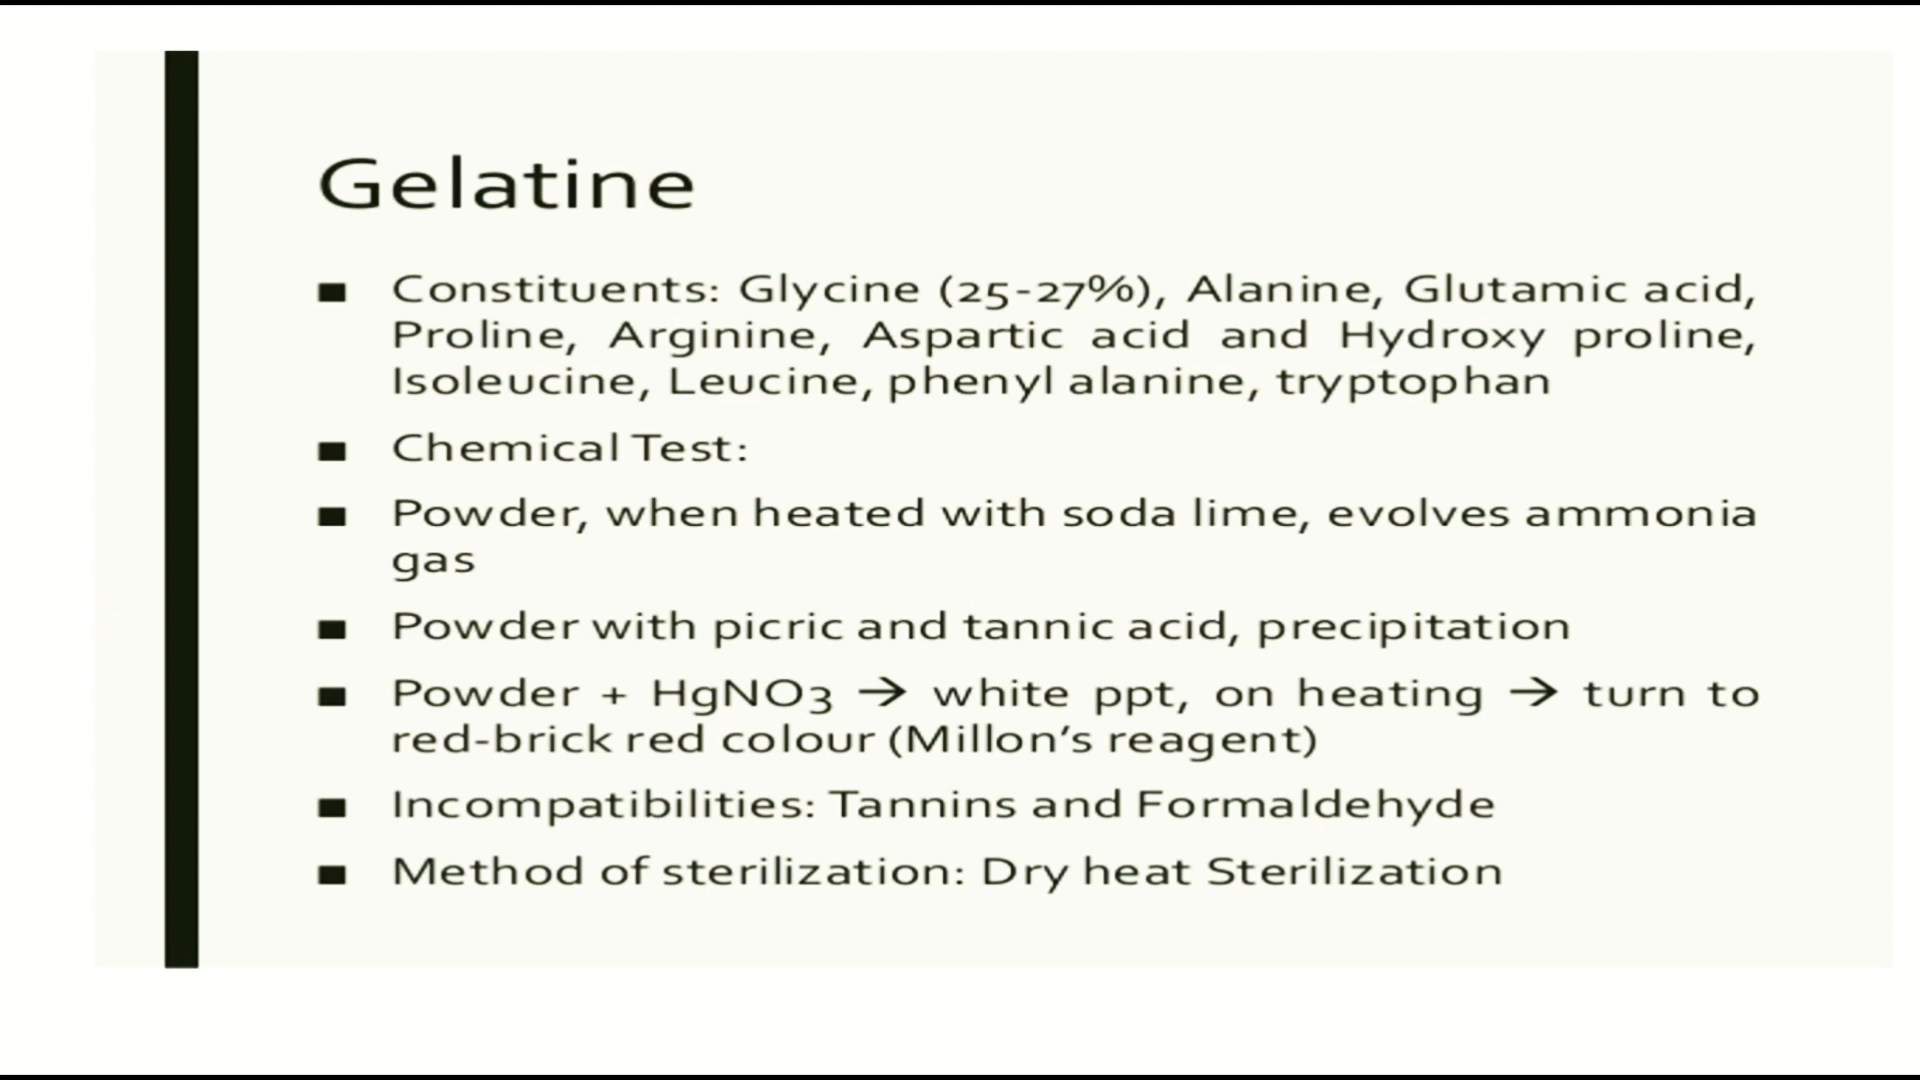 Gelatine
■ Constituents: Glycine (25-27%), Alanine, Glutamic acid,
Proline, Arginine, Aspartic acid and Hydroxy proline,
Isoleucine, Leucine, phenyl alanine, tryptophan
■ Chemical Test:
■ Powder, when heated with soda lime, evolves ammonia
gas
■ Powder with picric and tannic acid, precipitation
■ Powder + HgNO3 → white ppt, on heating → turn to
red-brick red colour (Millon’s reagent)
■ Incompatibilities: Tannins and Formaldehyde
■ Method of sterilization: Dry heat Sterilization